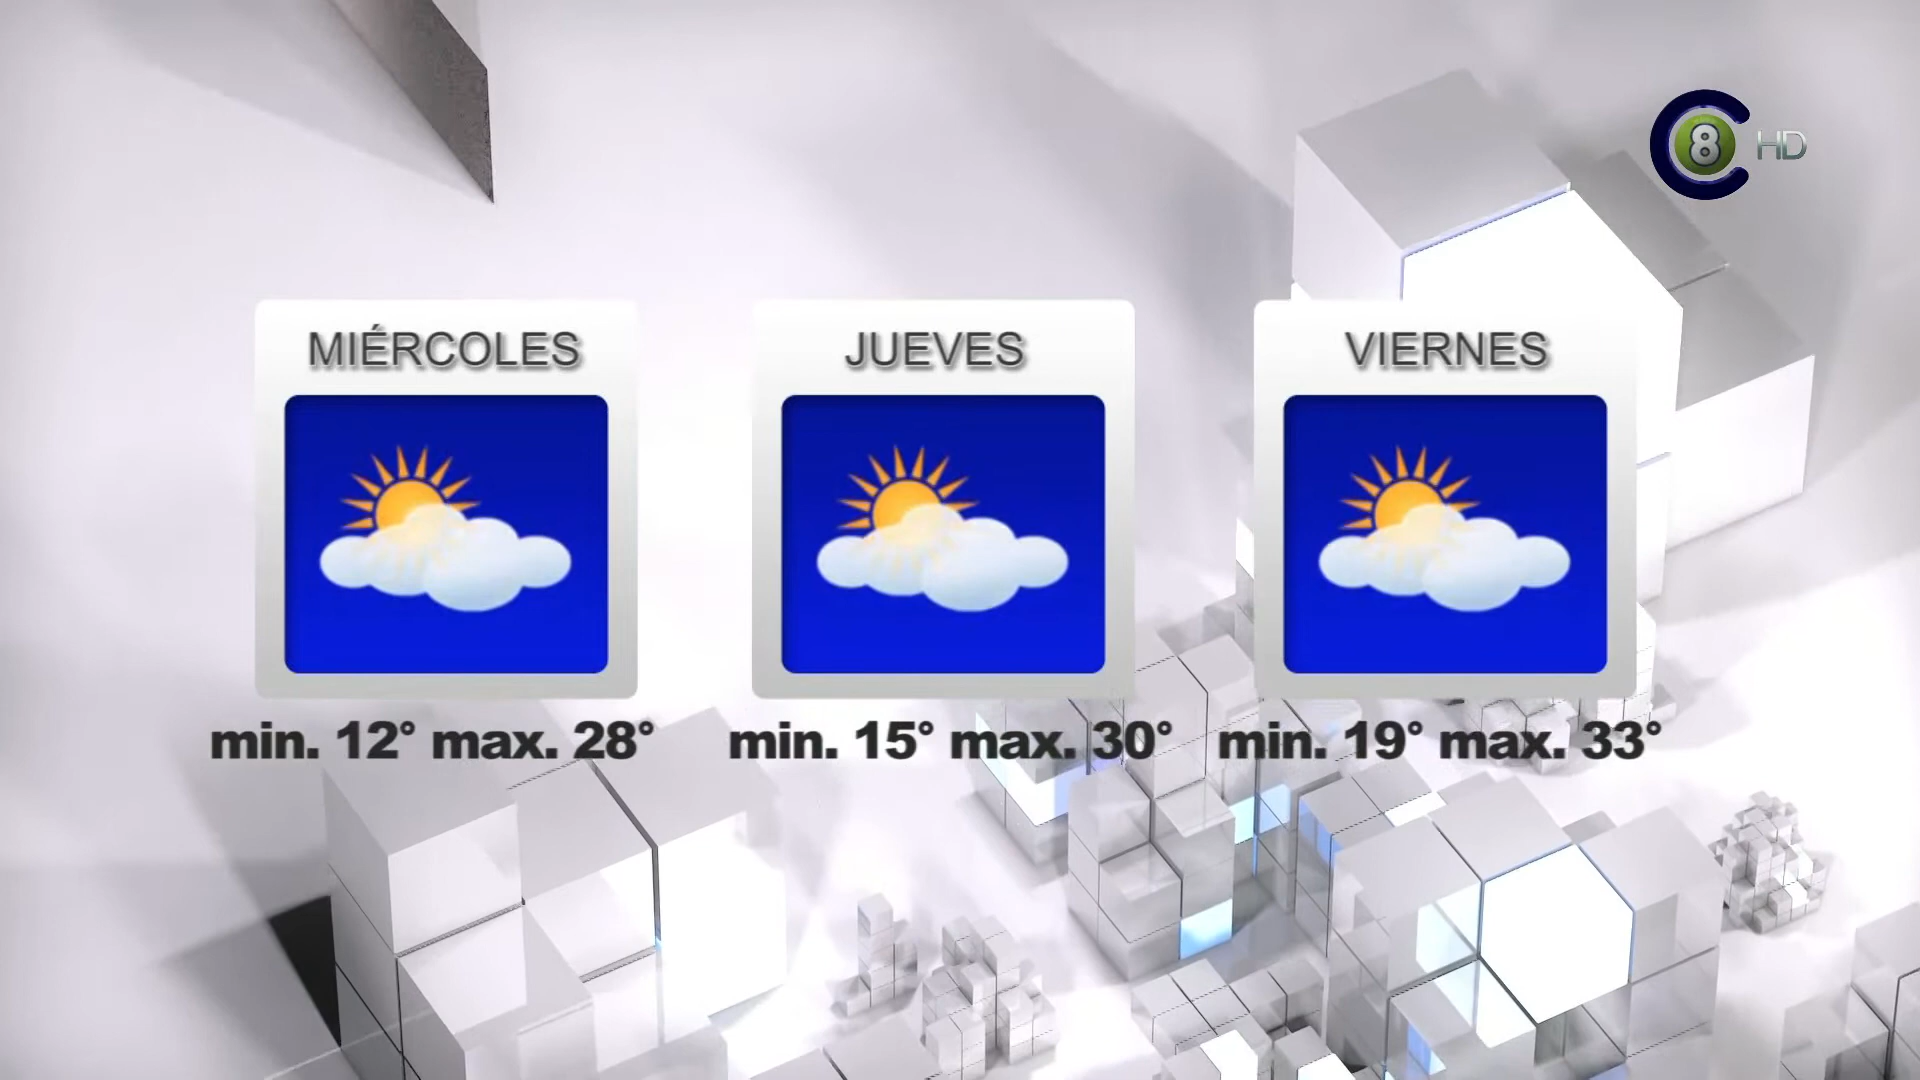 C 8 HD
MIÉRCOLES
JUEVES
VIERNES
min. 12° max. 28°
min. 15° max. 30°
min. 19° max. 33°